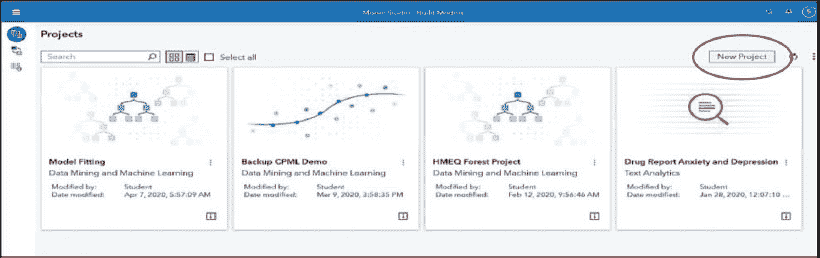 Build Models
Projects
Search
Select all
New Project
Model Fitting
Data Mining and Machine Learning
Modified by: Student
Date modified: Apr 7, 2020, 5:57:09 AM
Backup CPML Demo
Data Mining and Machine Learning
Modified by: Student
Date modified: Mar 9, 2020, 3:58:35 PM
HMEQ Forest Project
Data Mining and Machine Learning
Modified by: Student
Date modified: Feb 12, 2020, 9:56:46 AM
Drug Report Anxiety and Depression
Text Analytics
Modified by: Student
Date modified: Jan 28, 2020, 12:07:10 ...